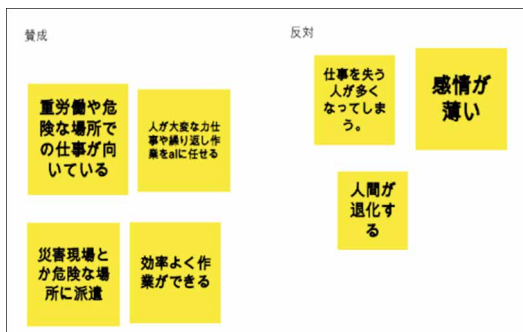 賛成
重労働や危
険な場所で
の仕事が向
いている
人が大変な力仕
事や繰り返し作
業をaiに任せる
災害現場と
か危険な場
所に派遣
効率よく作
業ができる
反対
仕事を失う
人が多く
なってしま
う。
感情が
薄い
人間が
退化す
る